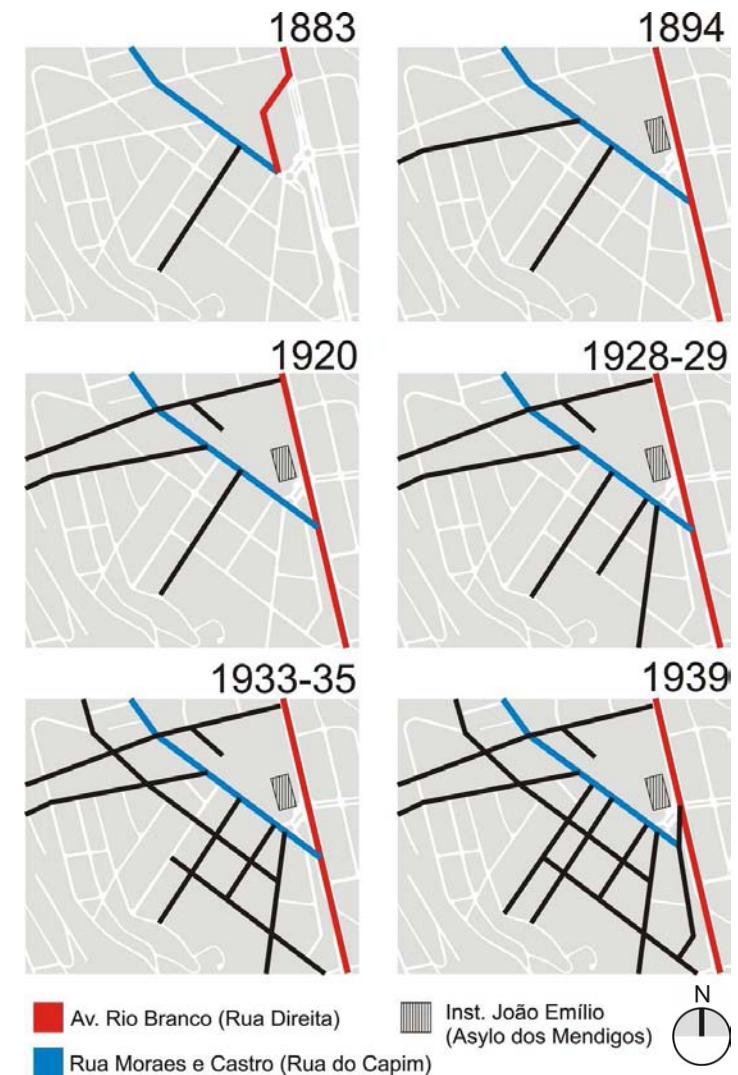 1883
1894
1920
1928-29
1933-35
1939
Av. Rio Branco (Rua Direita)
Rua Moraes e Castro (Rua do Capim)
Inst. João Emílio
(Asylo dos Mendigos)
N